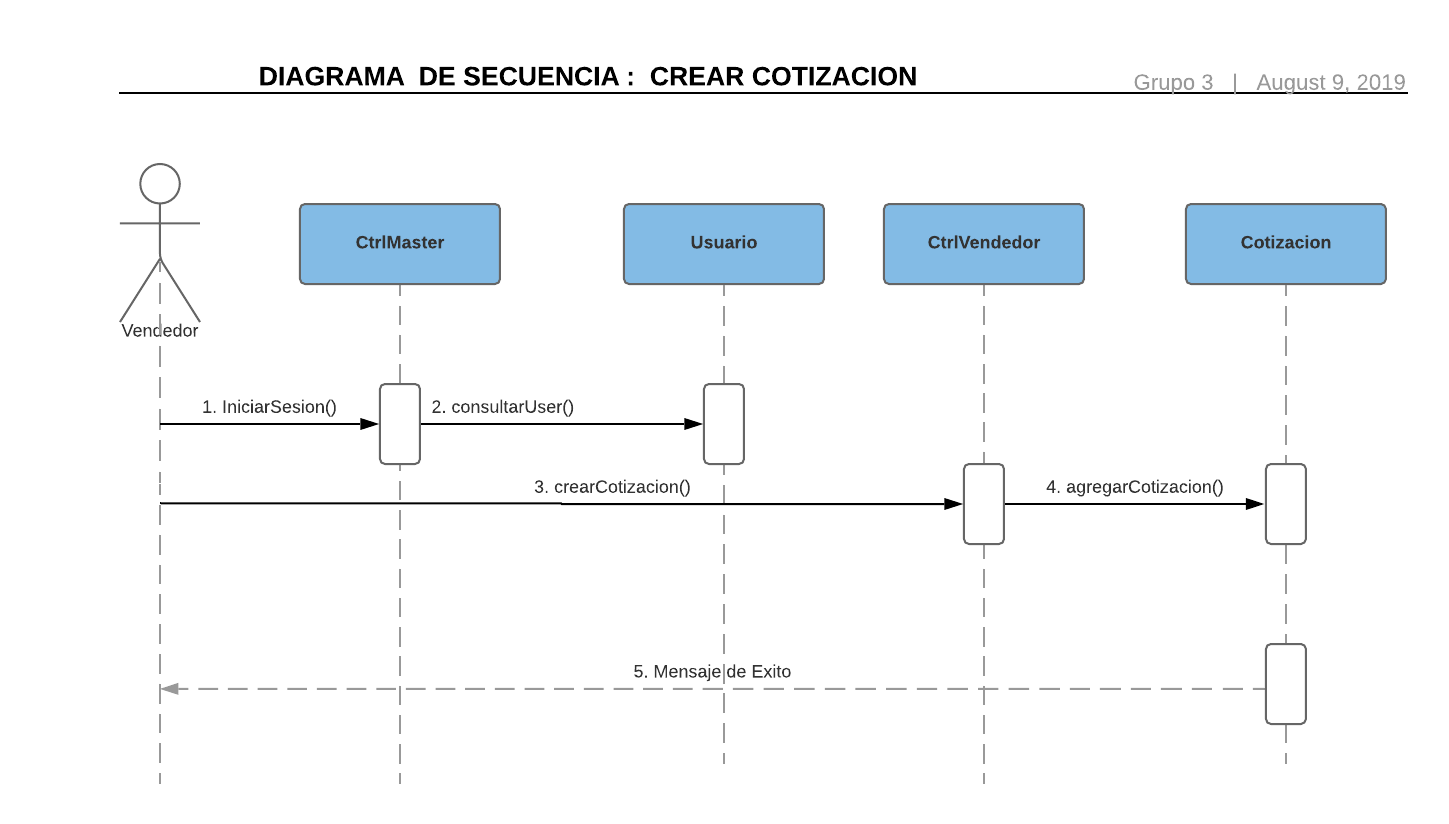 DIAGRAMA  DE SECUENCIA :  CREAR COTIZACION
Grupo 3   |   August 9, 2019
CtrlMaster
Usuario
CtrlVendedor
Cotizacion
Vendedor
1. IniciarSesion()
2. consultarUser()
3. crearCotizacion()
4. agregarCotizacion()
5. Mensaje de Exito